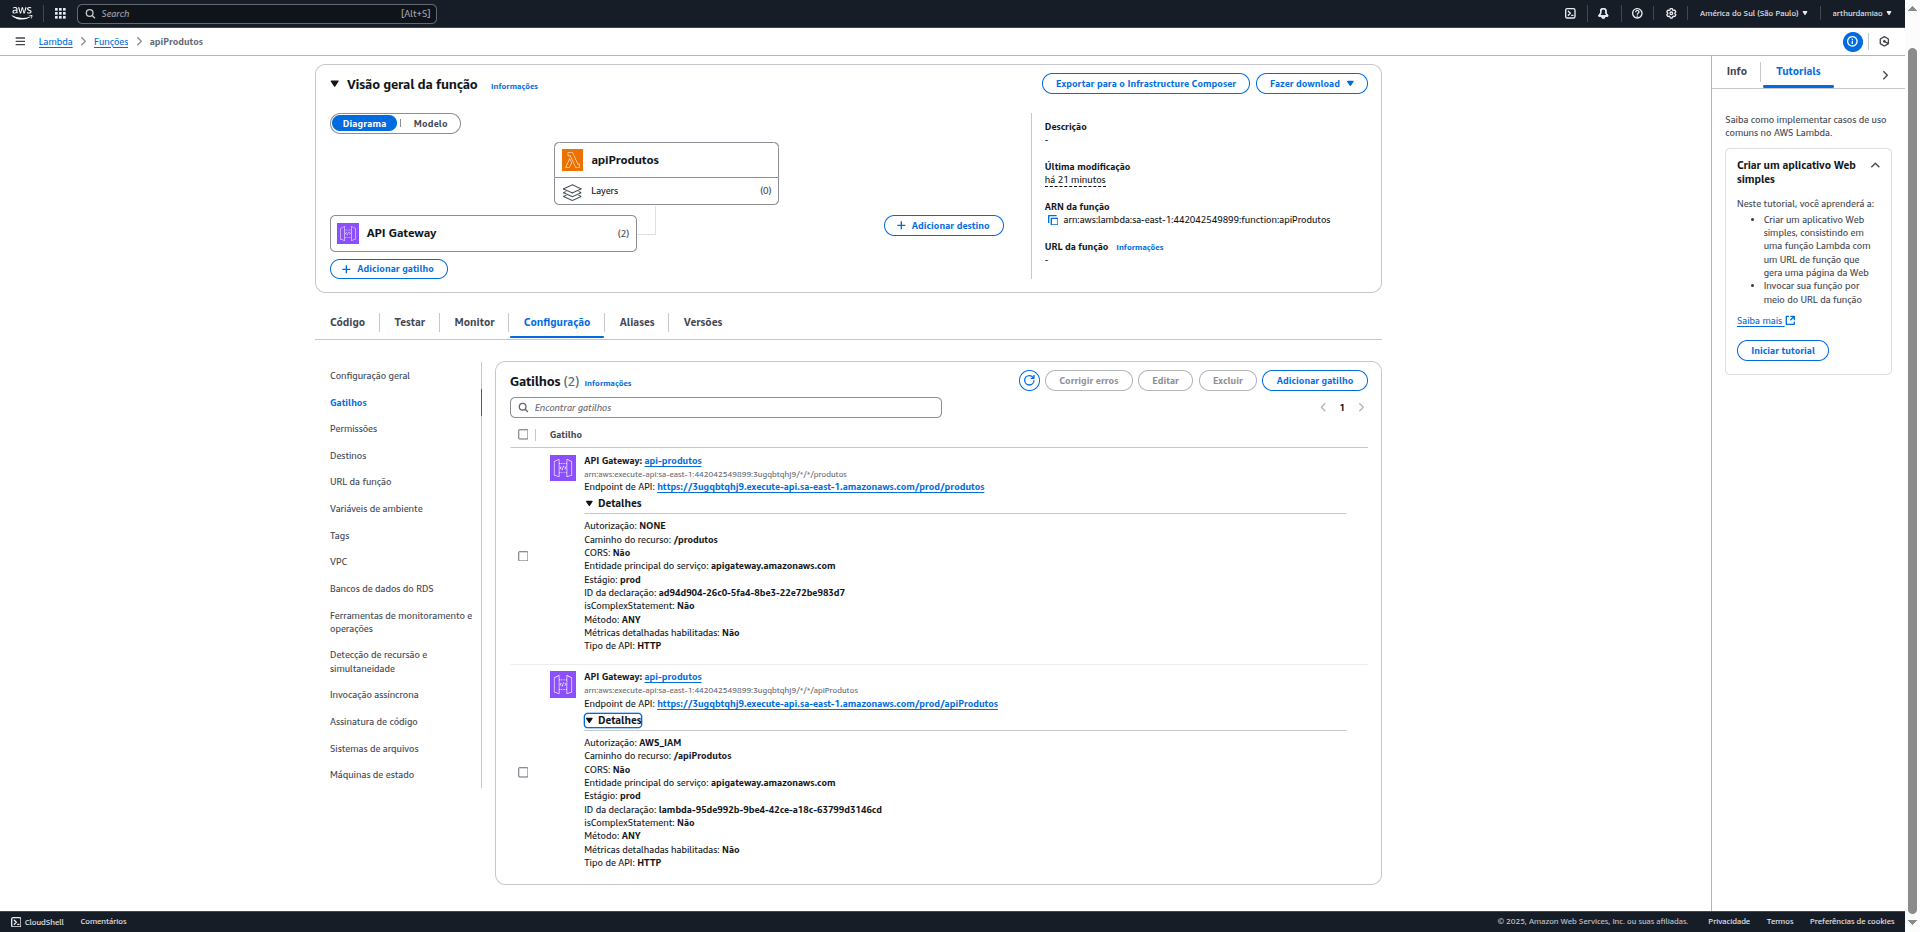 aws
Search
[Alt+S]
América do Sul (São Paulo)
arthurdamiao
Lambda
Funções
apiProdutos
Visão geral da função
Informações
Exportar para o Infrastructure Composer
Fazer download
Diagrama
Modelo
apiProdutos
Layers
(0)
API Gateway
(2)
Adicionar gatilho
Adicionar destino
Descrição
-
Última modificação
há 21 minutos
ARN da função
arn:aws:lambda:sa-east-1:442042549899:function:apiProdutos
URL da função
Informações
-
Código
Testar
Monitor
Configuração
Aliases
Versões
Configuração geral
Gatilhos
Permissões
Destinos
URL da função
Variáveis de ambiente
Tags
VPC
Bancos de dados do RDS
Ferramentas de monitoramento e
operações
Detecção de recursão e
simultaneidade
Invocação assíncrona
Assinatura de código
Sistemas de arquivos
Máquinas de estado
Gatilhos (2)
Informações
Corrigir erros
Editar
Excluir
Adicionar gatilho
Encontrar gatilhos
1
Gatilho
API Gateway: api-produtos
arn:aws:execute-api:sa-east-1:442042549899:3ugqbtqhj9/*/*/produtos
Endpoint de API: https://3ugqbtqhj9.execute-api.sa-east-1.amazonaws.com/prod/produtos
Detalhes
Autorização: NONE
Caminho do recurso: /produtos
CORS: Não
Entidade principal do serviço: apigateway.amazonaws.com
Estágio: prod
ID da declaração: ad94d904-26c0-5fa4-8be3-22e72be983d7
isComplexStatement: Não
Método: ANY
Métricas detalhadas habilitadas: Não
Tipo de API: HTTP
API Gateway: api-produtos
arn:aws:execute-api:sa-east-1:442042549899:3ugqbtqhj9/*/*/apiProdutos
Endpoint de API: https://3ugqbtqhj9.execute-api.sa-east-1.amazonaws.com/prod/apiProdutos
Detalhes
Autorização: AWS_IAM
Caminho do recurso: /apiProdutos
CORS: Não
Entidade principal do serviço: apigateway.amazonaws.com
Estágio: prod
ID da declaração: lambda-95de992b-9be4-42ce-a18c-63799d3146cd
isComplexStatement: Não
Método: ANY
Métricas detalhadas habilitadas: Não
Tipo de API: HTTP
Info
Tutorials
Saiba como implementar casos de uso
comuns no AWS Lambda.
Criar um aplicativo Web
simples
Neste tutorial, você aprenderá a:
• Criar um aplicativo Web
simples, consistindo em
uma função Lambda com
um URL de função que
gera uma página da Web
• Invocar sua função por
meio do URL da função
Saiba mais
Iniciar tutorial
CloudShell
Comentários
© 2025, Amazon Web Services, Inc. ou suas afiliadas.
Privacidade
Termos
Preferências de cookies